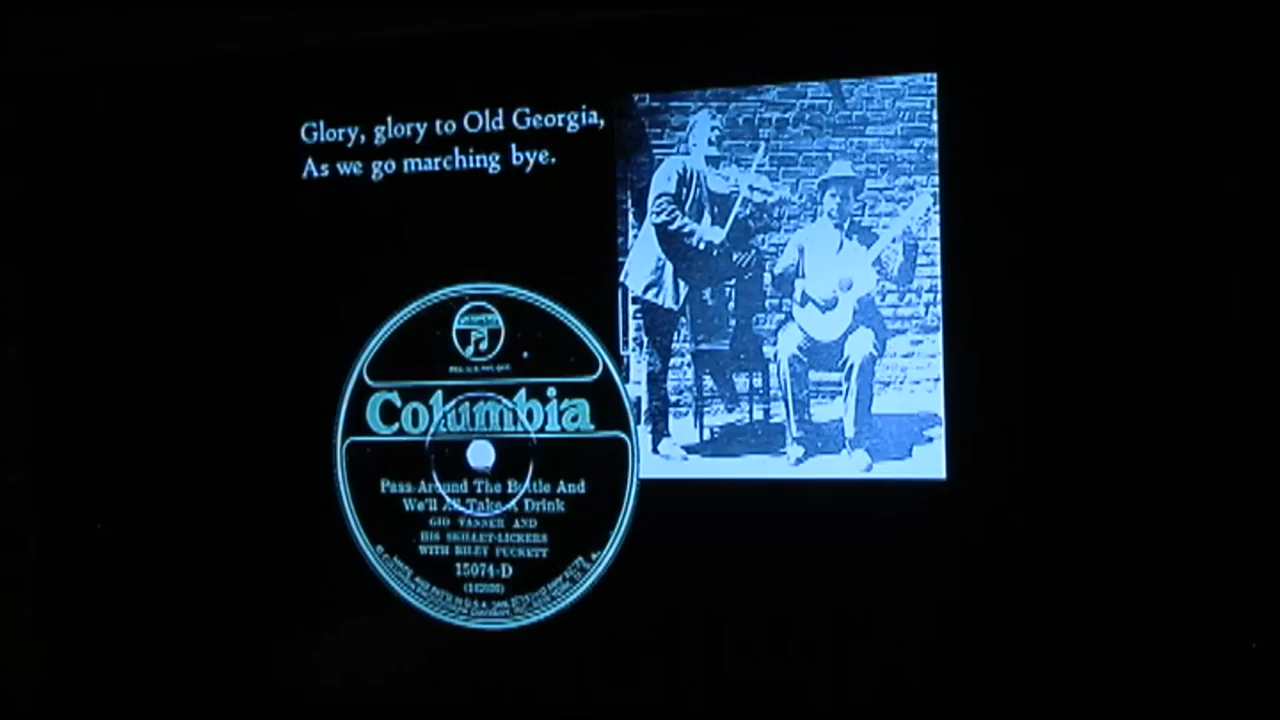 Glory, glory to Old Georgia,
As we go marching bye.
Columbia
Pass Around The Bottle And
We'll All Take A Drink
GID TANNER AND
HIS SKILLET-LICKERS
WITH RILEY PUCKETT
15074-D